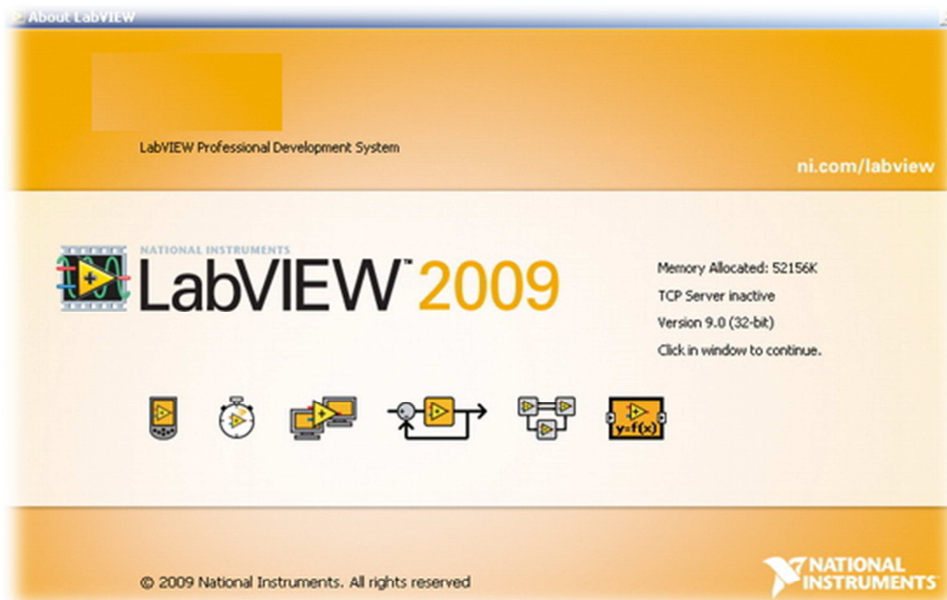 About LabVIEW
LabVIEW Professional Development System
ni.com/labview
NATIONAL INSTRUMENTS
LabVIEW™ 2009
Memory Allocated: 52156K
TCP Server inactive
Version 9.0 (32-bit)
Click in window to continue.
y=f(x)
© 2009 National Instruments. All rights reserved
NATIONAL
INSTRUMENTS